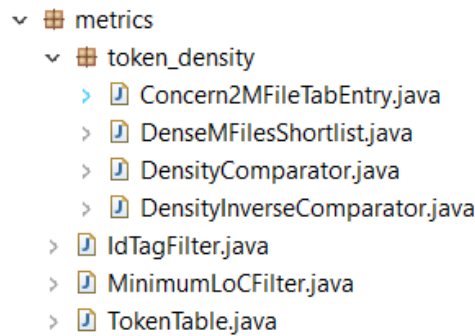 metrics
token_density
Concern2MFileTabEntry.java
DenseMFilesShortlist.java
DensityComparator.java
DensityInverseComparator.java
IdTagFilter.java
MinimumLoCFilter.java
TokenTable.java